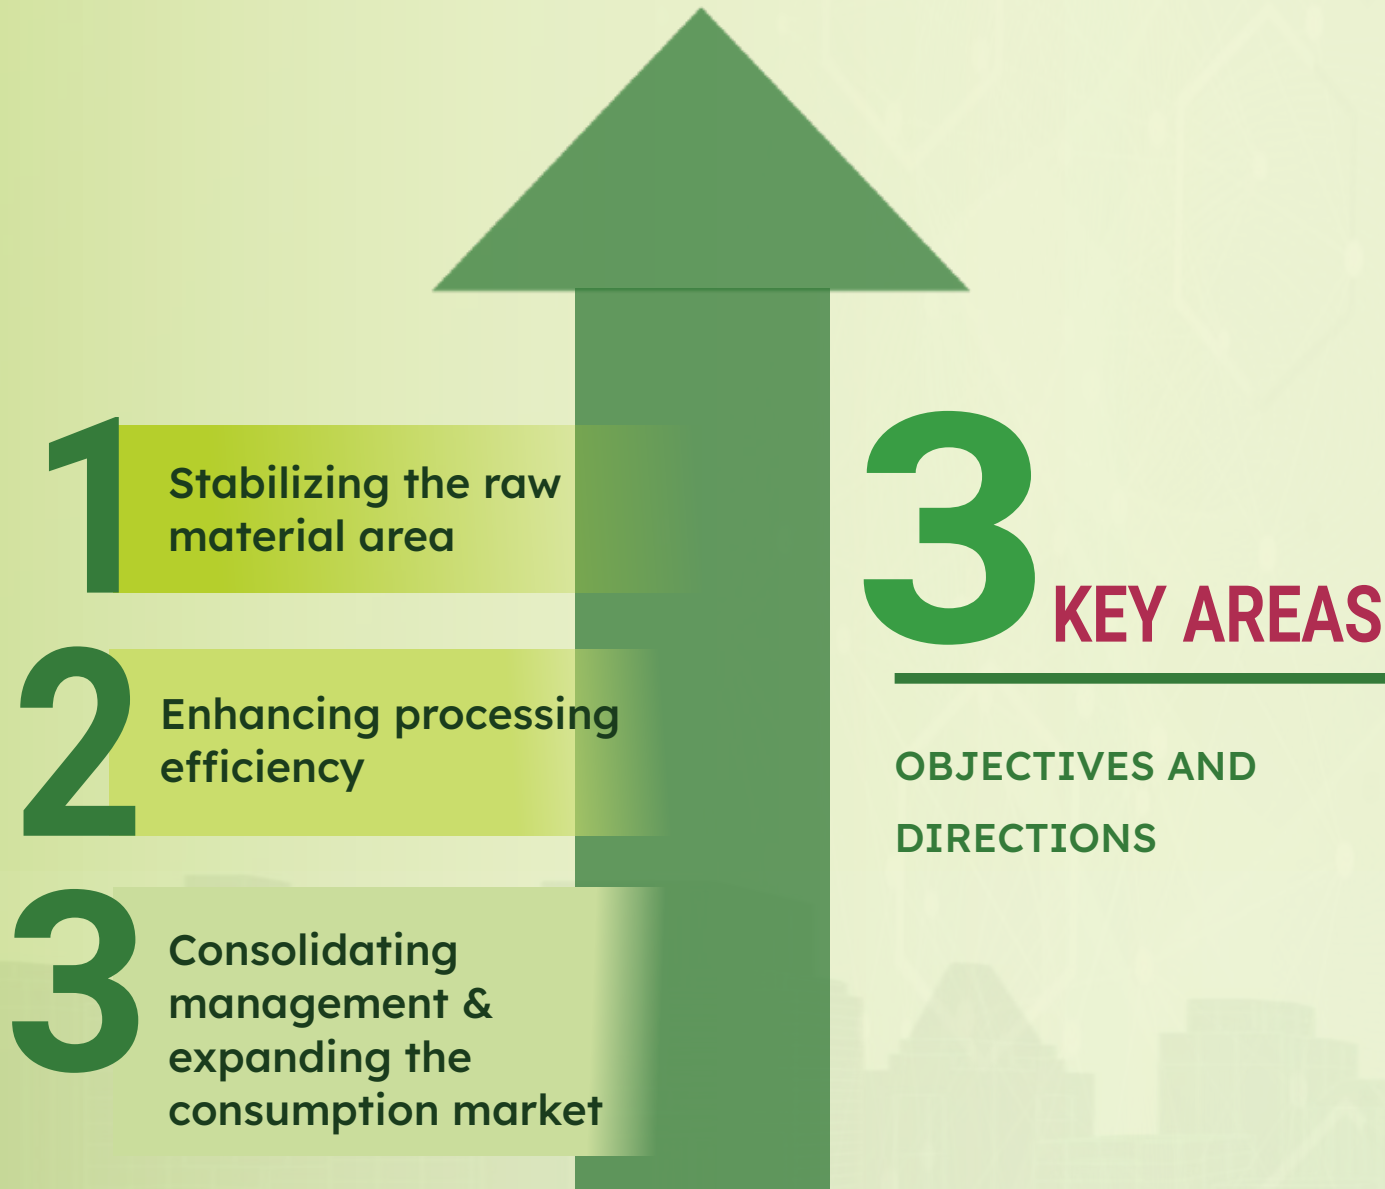 1
Stabilizing the raw
material area
2
Enhancing processing
efficiency
3
Consolidating
management &
expanding the
consumption market
3 KEY AREAS
OBJECTIVES AND
DIRECTIONS